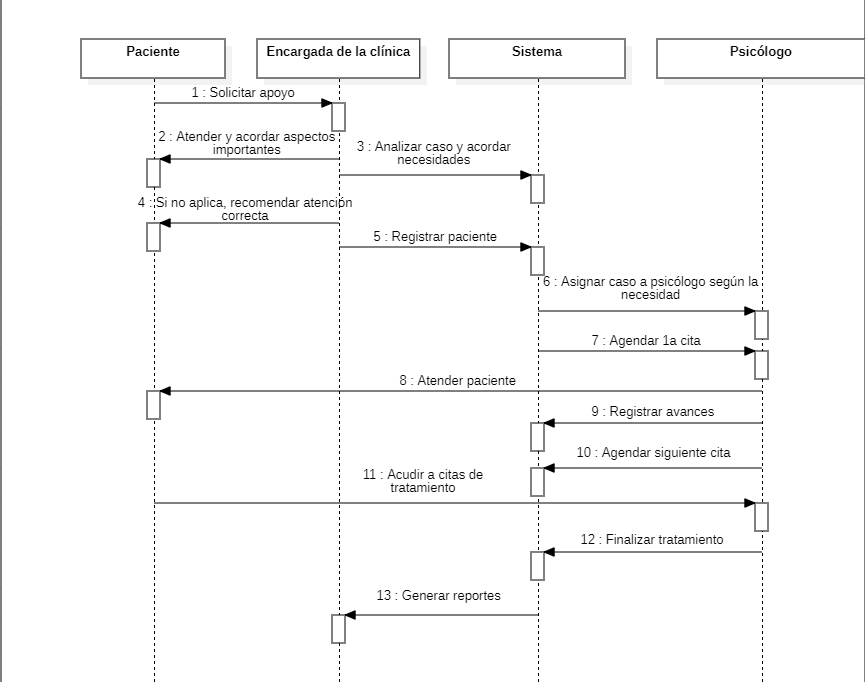 Paciente
Encargada de la clínica
Sistema
Psicólogo
1 : Solicitar apoyo
2 : Atender y acordar aspectos
importantes
3 : Analizar caso y acordar
necesidades
4 : Si no aplica, recomendar atención
correcta
5 : Registrar paciente
6 : Asignar caso a psicólogo según la
necesidad
7 : Agendar 1a cita
8 : Atender paciente
9 : Registrar avances
10 : Agendar siguiente cita
11 : Acudir a citas de
tratamiento
12 : Finalizar tratamiento
13 : Generar reportes